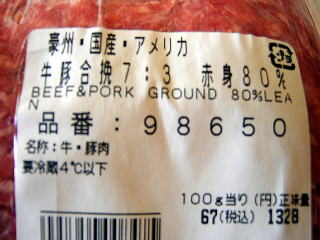 豪州・国産・アメリカ
牛豚合挽7:3 赤身80%
BEEF&PORK GROUND 80%LEA
N
品番:98650
名称:牛・豚肉
要冷蔵4℃以下
100g当り(円)正味量
67(税込) 1328